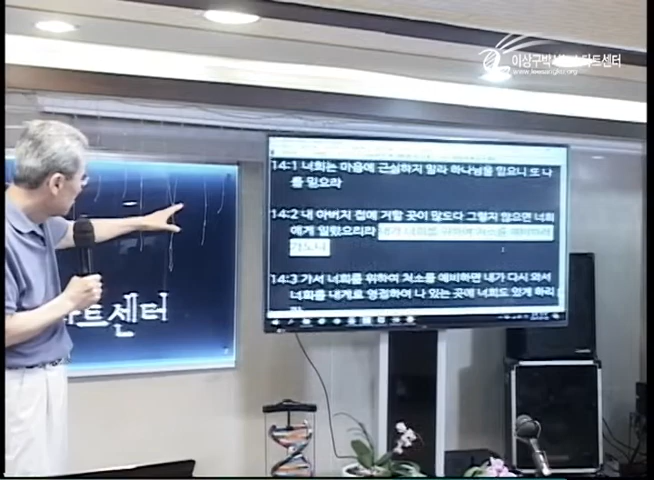 이상구박사
트센터
www.leesangku.org
14:1 너희는 마음에 근심하지 말라 하나님을 믿으니 또 나
를 믿으라
14:2 내 아버지 집에 거할 곳이 많도다 그렇지 않으면 너희
에게 일렀으리라 내가 너희를 위하여 처소를 예비하러
가노니
14:3 가서 너희를 위하여 처소를 예비하면 내가 다시 와서
너희를 내게로 영접하여 나 있는 곳에 너희도 있게 하리
라
트센터